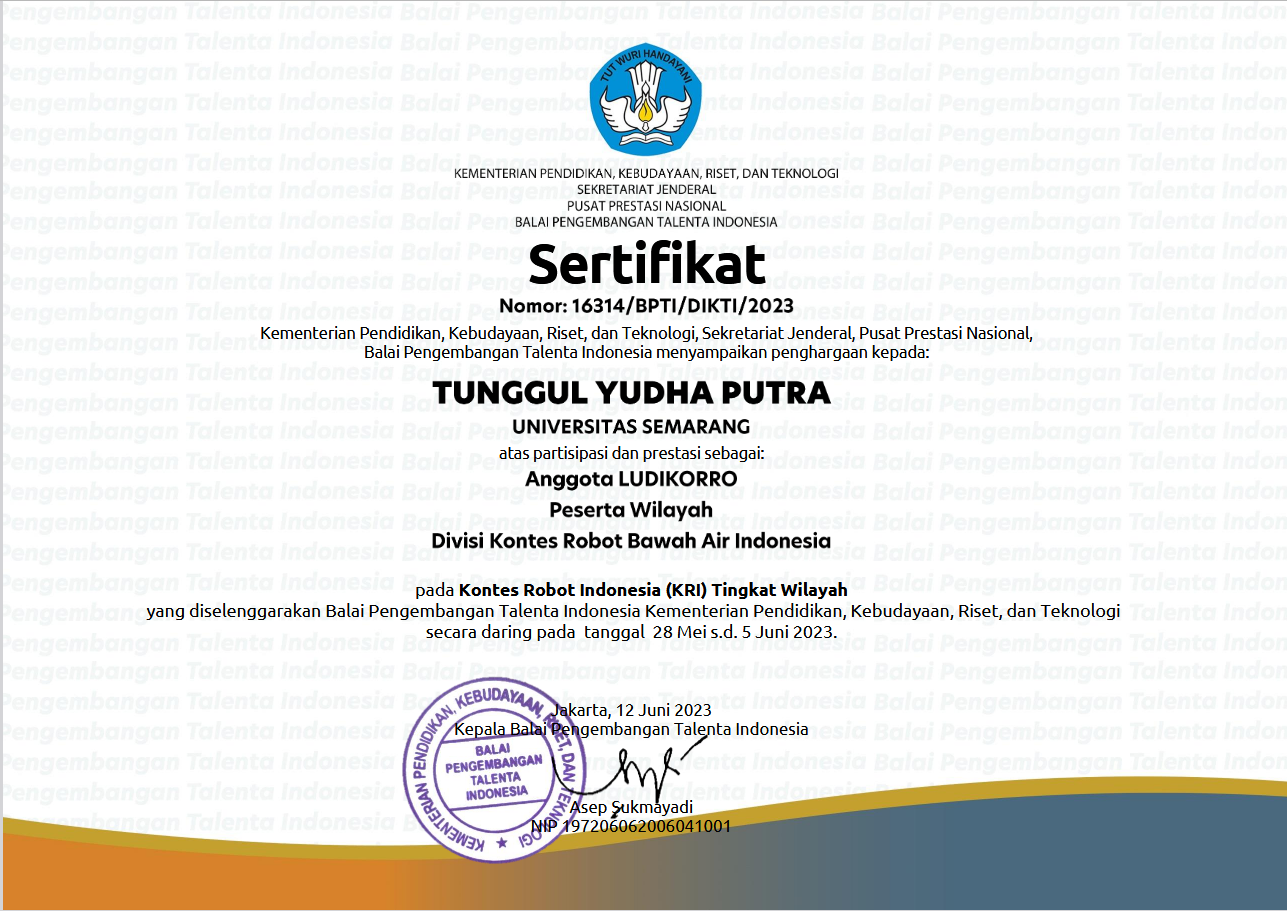 TUT WURI HANDAYANI
KEMENTERIAN PENDIDIKAN, KEBUDAYAAN, RISET, DAN TEKNOLOGI
SEKRETARIAT JENDERAL
PUSAT PRESTASI NASIONAL
BALAI PENGEMBANGAN TALENTA INDONESIA
Sertifikat
Nomor: 16314/BPTI/DIKTI/2023
Kementerian Pendidikan, Kebudayaan, Riset, dan Teknologi, Sekretariat Jenderal, Pusat Prestasi Nasional,
Balai Pengembangan Talenta Indonesia menyampaikan penghargaan kepada:
TUNGGUL YUDHA PUTRA
UNIVERSITAS SEMARANG
atas partisipasi dan prestasi sebagai:
Anggota LUDIKORRO
Peserta Wilayah
Divisi Kontes Robot Bawah Air Indonesia
pada Kontes Robot Indonesia (KRI) Tingkat Wilayah
yang diselenggarakan Balai Pengembangan Talenta Indonesia Kementerian Pendidikan, Kebudayaan, Riset, dan Teknologi
secara daring pada tanggal 28 Mei s.d. 5 Juni 2023.
Jakarta, 12 Juni 2023
Kepala Balai Pengembangan Talenta Indonesia
KEMENTERIAN PENDIDIKAN, KEBUDAYAAN, RISET, DAN TEKNOLOGI
BALAI
PENGEMBANGAN
TALENTA
INDONESIA
Asep Sukmayadi
NIP 197206062006041001